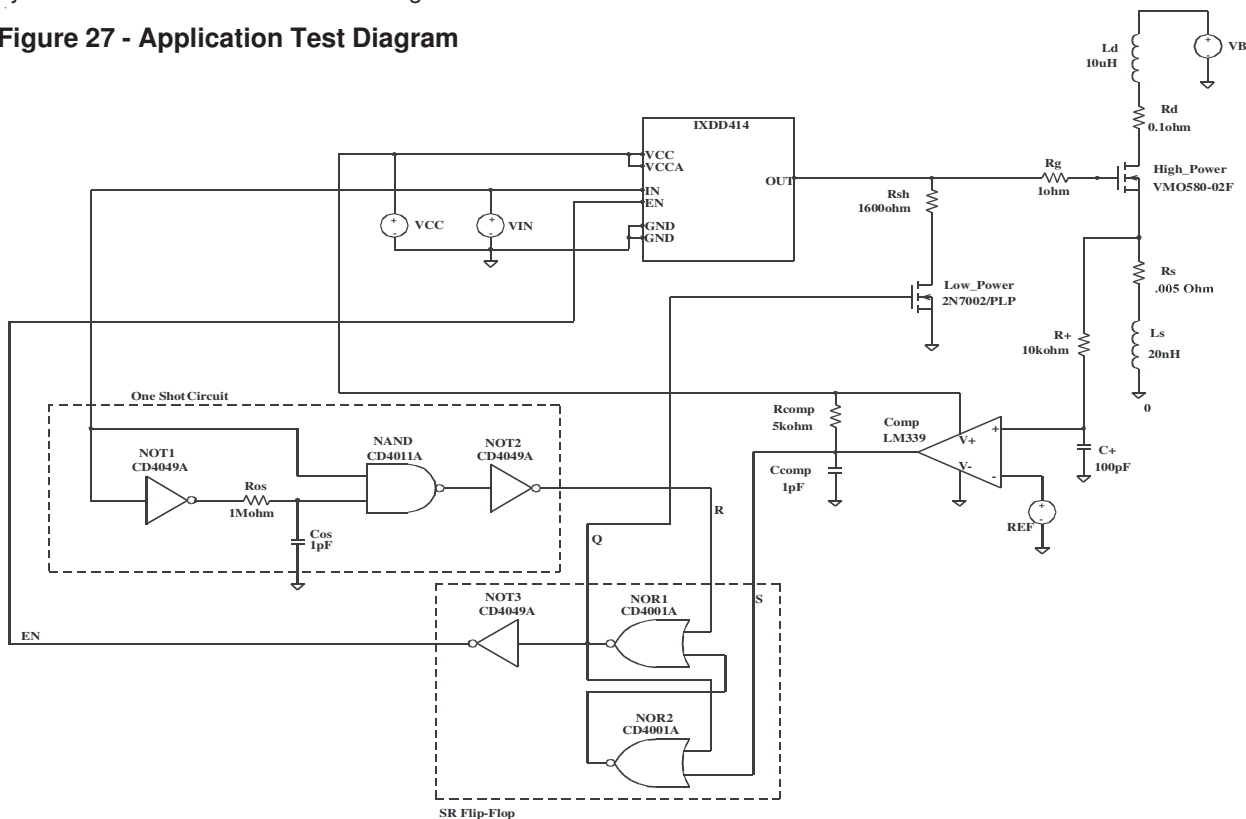 Figure 27 - Application Test Diagram
Ld
10uH
VB
Rd
0.1ohm
IXDD414
VCC
VCCA
IN
EN
GND
GND
OUT
Rg
1ohm
High_Power
VMO580-02F
Rsh
1600ohm
VCC
VIN
Low_Power
2N7002/PLP
Rs
.005 Ohm
R+
10kohm
Ls
20nH
0
One Shot Circuit
NOT1
CD4049A
Ros
1Mohm
Cos
1pF
NAND
CD4011A
NOT2
CD4049A
Rcomp
5kohm
Ccomp
1pF
Comp
LM339
V+
V-
+
-
C+
100pF
REF
R
Q
S
EN
NOT3
CD4049A
NOR1
CD4001A
NOR2
CD4001A
SR Flip-Flop